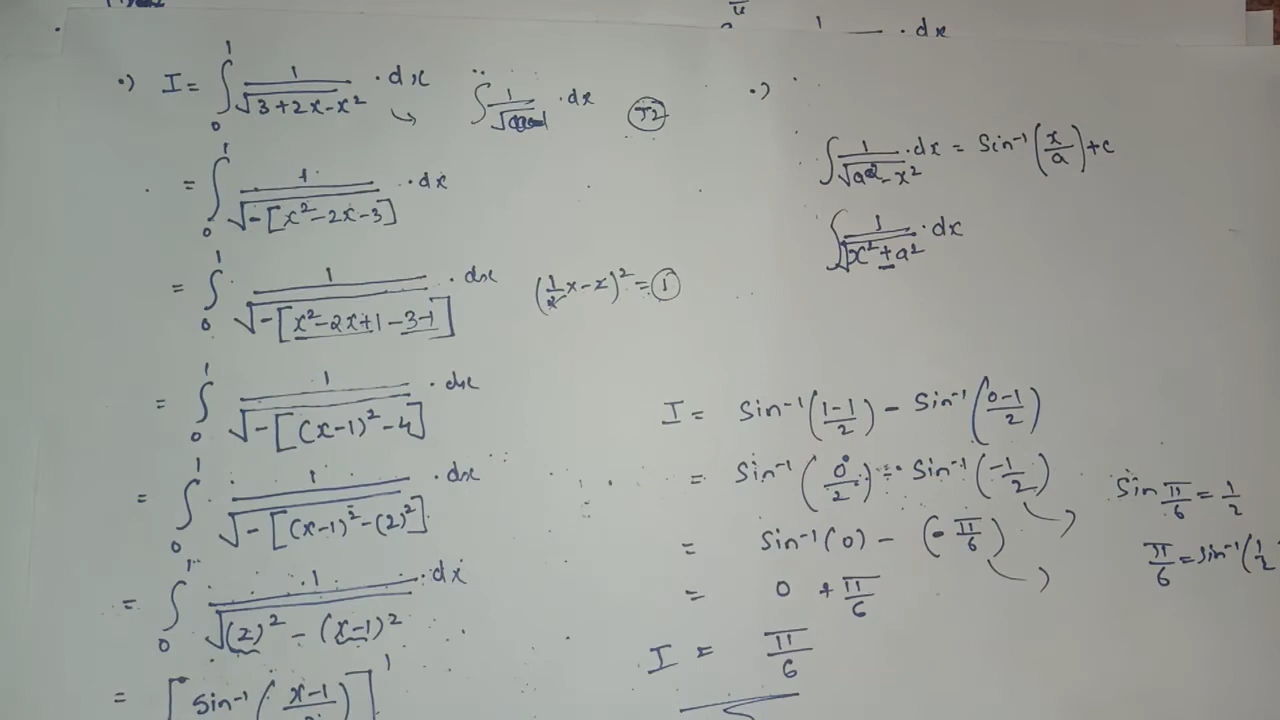 1/ — · dx
·) I = ∫₀¹ 1/√(3+2x-x²) · dx
∫ 1/√ · dx
= ∫₀¹ 1/√(-[x²-2x-3]) · dx
= ∫₀¹ 1/√(-[x²-2x+1-3-1]) · dx (½x-2)² = ①
= ∫₀¹ 1/√(-[(x-1)²-4]) · dx
= ∫₀¹ 1/√(-[(x-1)²-(2)²]) · dx
= ∫₀¹ 1/√((2)²-(x-1)²) · dx
= [Sin⁻¹((x-1)/2)]¹
·)
∫ 1/√(a²-x²) · dx = Sin⁻¹(x/a)+c
∫ 1/√(x²+a²) · dx
I = Sin⁻¹((1-1)/2) - Sin⁻¹((0-1)/2)
= Sin⁻¹(0/2) - Sin⁻¹(-1/2)
Sin π/6 = 1/2
= Sin⁻¹(0) - (-π/6)
π/6 = Sin⁻¹(1/2
= 0 + π/6
I = π/6